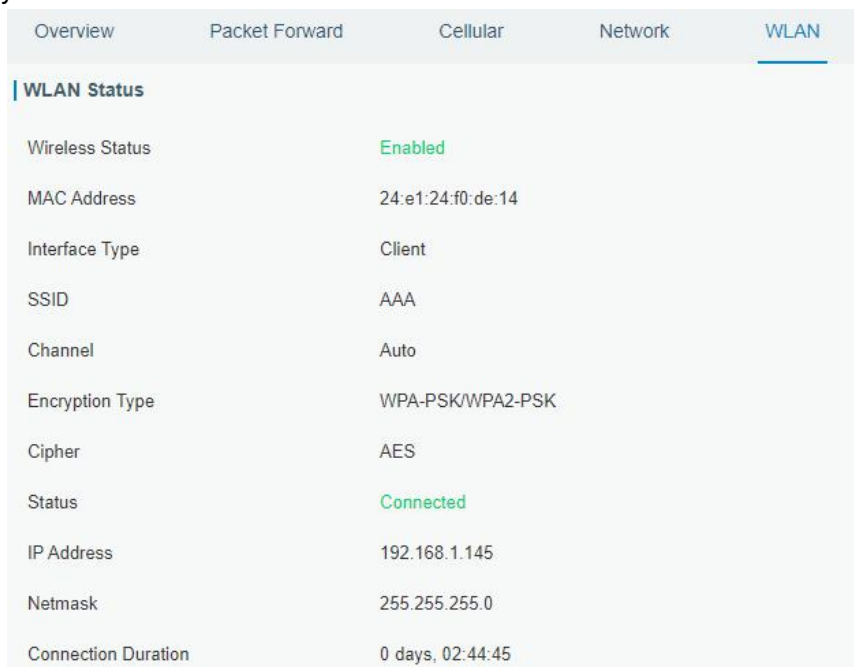 Overview Packet Forward Cellular Network WLAN
WLAN Status
Wireless Status Enabled
MAC Address 24:e1:24:f0:de:14
Interface Type Client
SSID AAA
Channel Auto
Encryption Type WPA-PSK/WPA2-PSK
Cipher AES
Status Connected
IP Address 192.168.1.145
Netmask 255.255.255.0
Connection Duration 0 days, 02:44:45